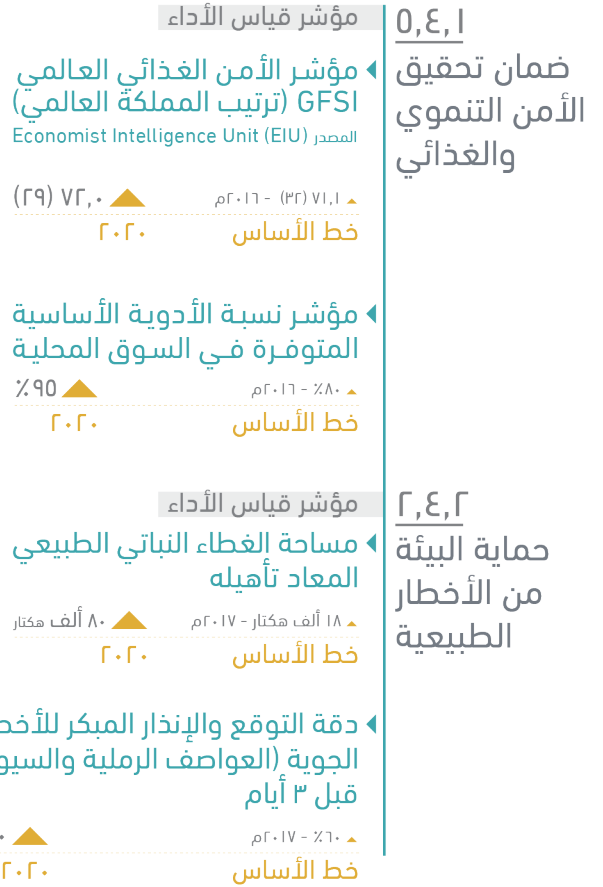 ٥,٤,١
ضمان تحقيق
الأمن التنموي
والغذائي
مؤشر قياس الأداء
مؤشر الأمن الغذائي العالمي
GFSI (ترتيب المملكة العالمي)
المصدر Economist Intelligence Unit (EIU)
٧١,١ (٣٢) - ٢٠١٦م
٧٢,٠ (٢٩)
خط الأساس
٢٠٢٠
مؤشر نسبة الأدوية الأساسية
المتوفرة في السوق المحلية
٨٠٪ - ٢٠١٦م
٩٥٪
خط الأساس
٢٠٢٠
٢,٤,٢
حماية البيئة
من الأخطار
الطبيعية
مؤشر قياس الأداء
مساحة الغطاء النباتي الطبيعي
المعاد تأهيله
١٨ ألف هكتار - ٢٠١٧م
٨٠ ألف هكتار
خط الأساس
٢٠٢٠
دقة التوقع والإنذار المبكر
الجوية (العواصف الرملية
قبل ٣ أيام
٦٠٪ - ٢٠١٧م
خط الأساس
٢٠٢٠